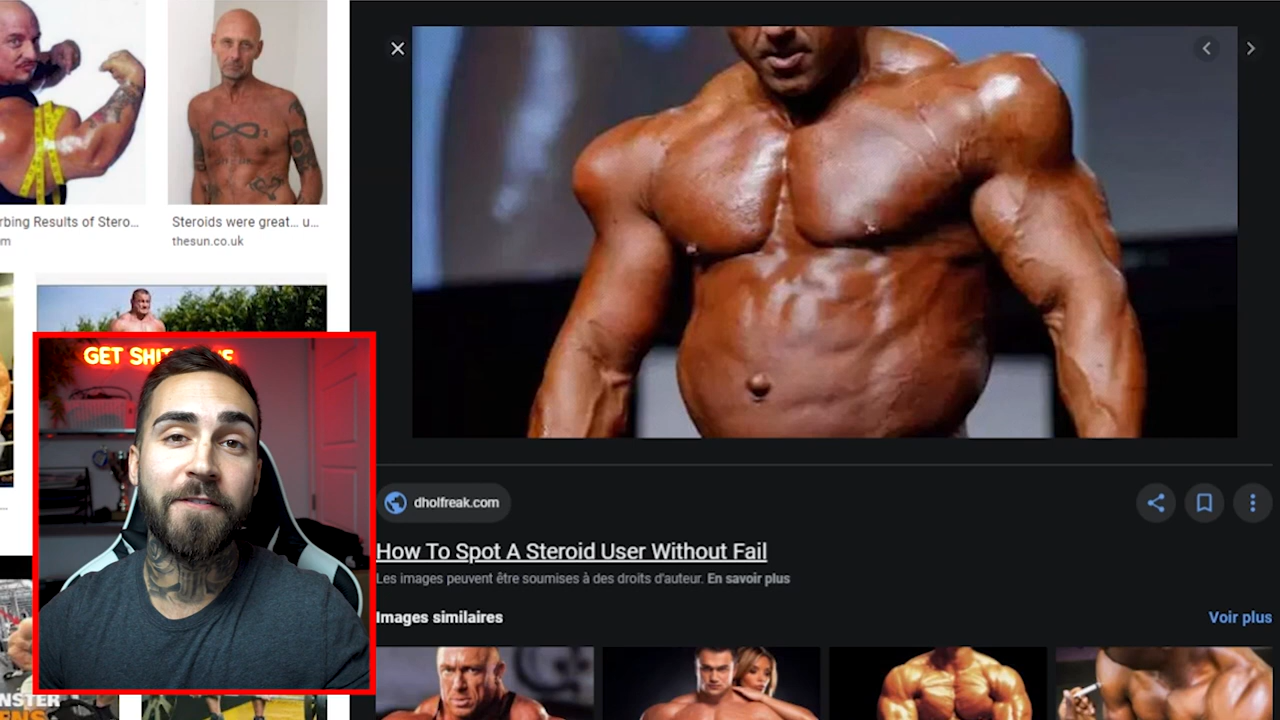 rbing Results of Stero...
m
Steroids were great... u...
thesun.co.uk
GET SHIT
dholfreak.com
How To Spot A Steroid User Without Fail
Les images peuvent être soumises à des droits d'auteur. En savoir plus
Images similaires
Voir plus
NSTER